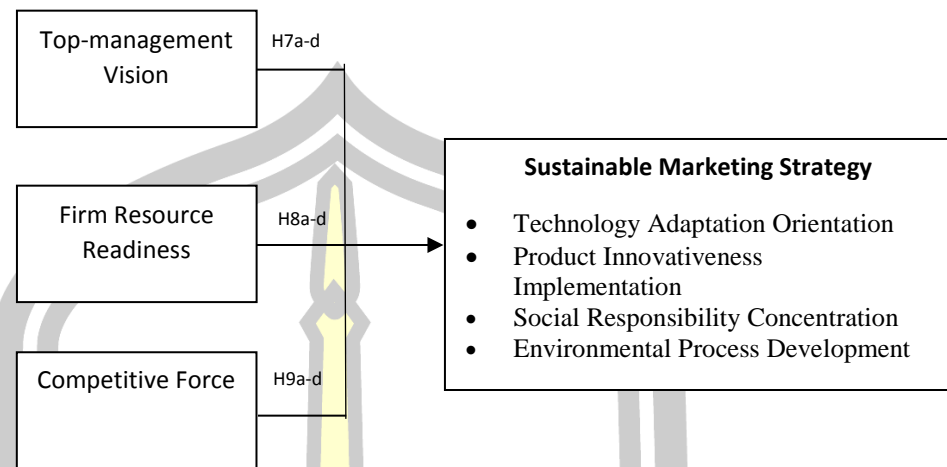 Top-management
Vision
H7a-d
Firm Resource
Readiness
H8a-d
Competitive Force
H9a-d
Sustainable Marketing Strategy
• Technology Adaptation Orientation
• Product Innovativeness
Implementation
• Social Responsibility Concentration
• Environmental Process Development